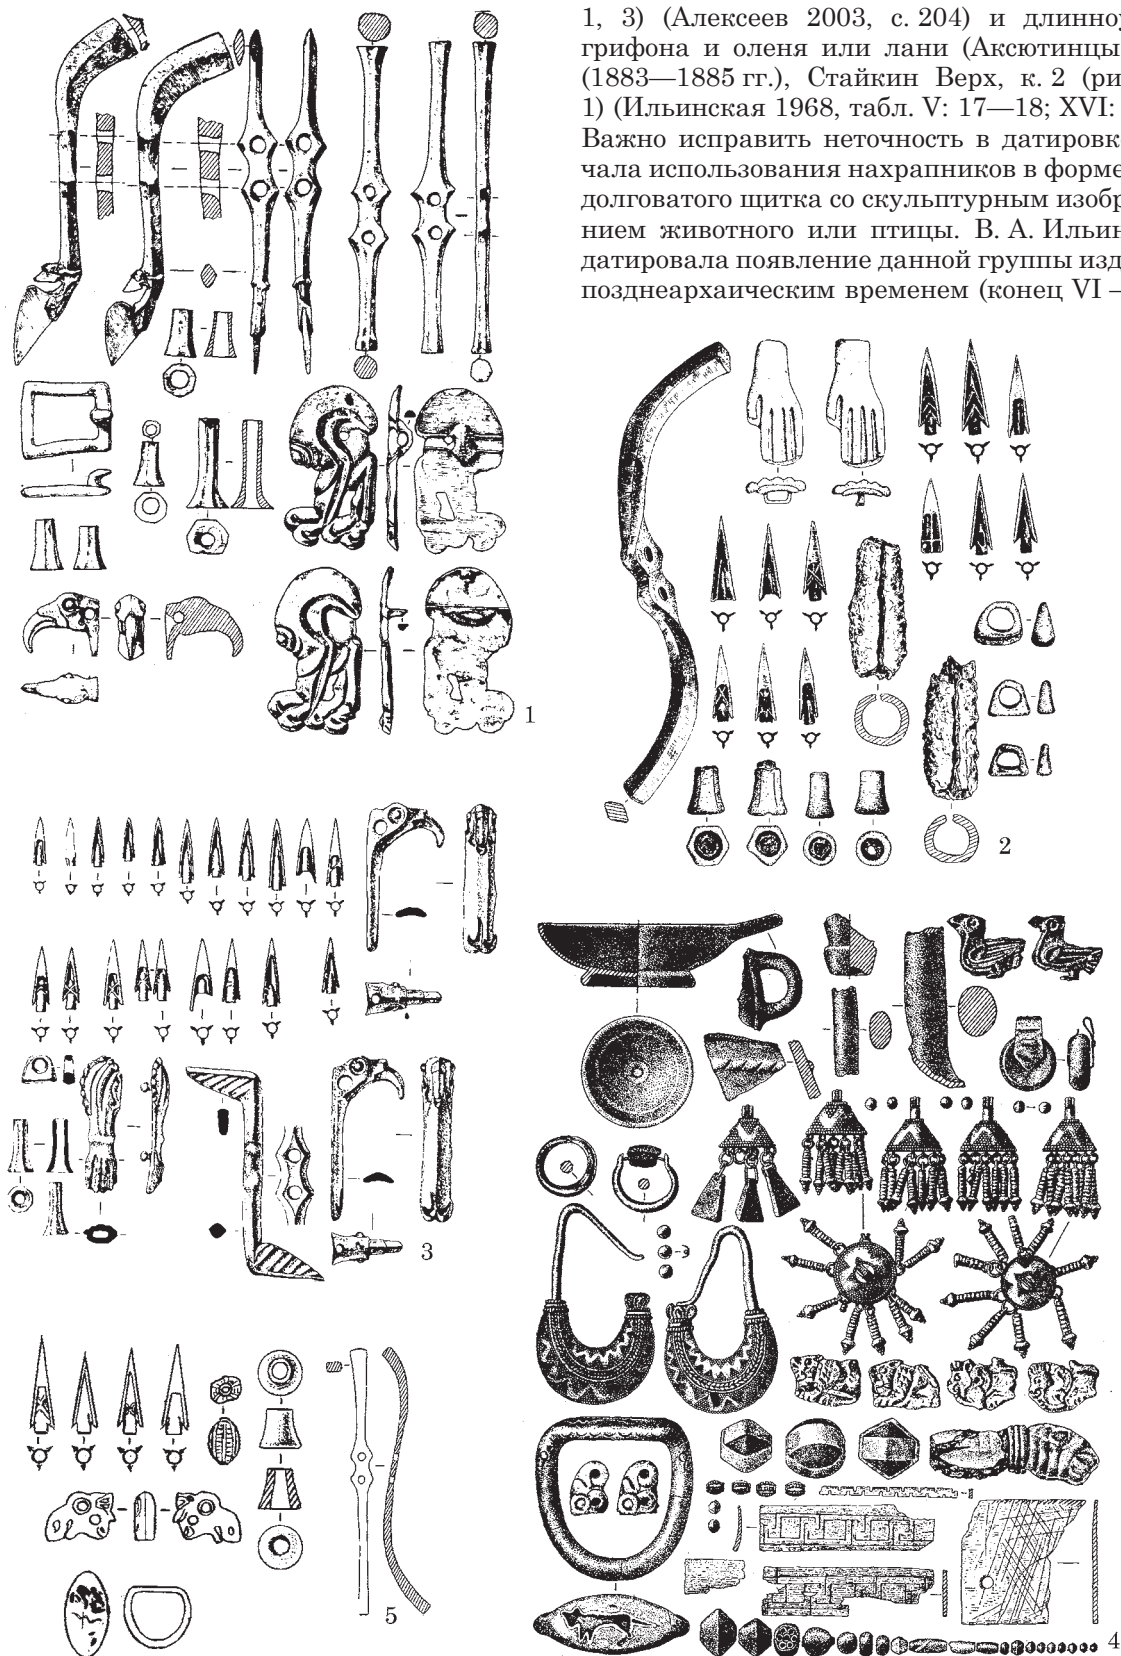 1, 3) (Алексеев 2003, с. 204) и длинно
грифона и оленя или лани (Аксютинцы
(1883—1885 гг.), Стайкин Верх, к. 2 (ри
1) (Ильинская 1968, табл. V: 17—18; XVI:
Важно исправить неточность в датировк
чала использования нахрапников в форме
долговатого щитка со скульптурным изобр
нием животного или птицы. В. А. Ильин
датировала появление данной группы изд
позднеархаическим временем (конец VI —
1
2
3
4
5